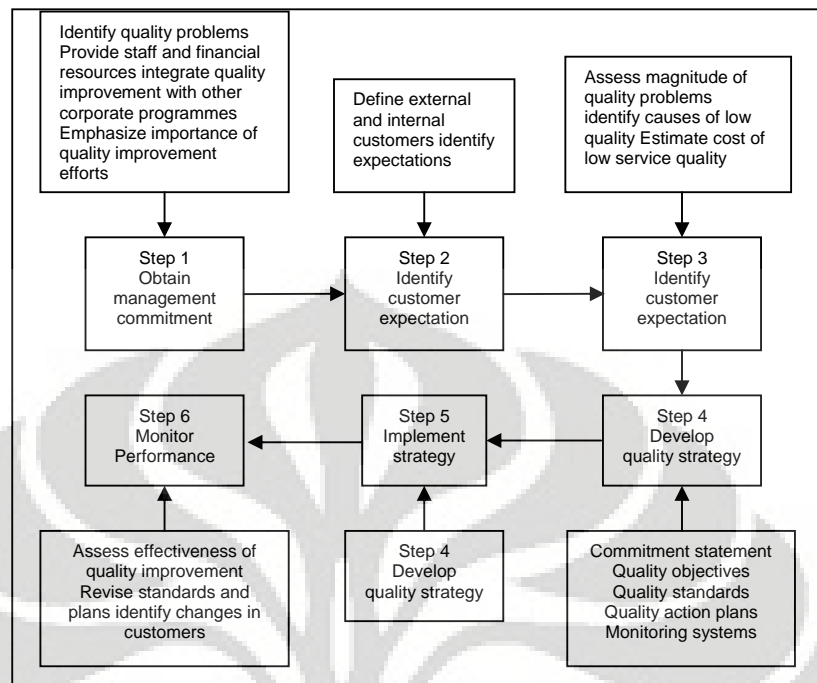 Identify quality problems
Provide staff and financial
resources integrate quality
improvement with other
corporate programmes
Emphasize importance of
quality improvement
efforts
Define external
and internal
customers identify
expectations
Assess magnitude of
quality problems
identify causes of low
quality Estimate cost of
low service quality
Step 1
Obtain
management
commitment
Step 2
Identify
customer
expectation
Step 3
Identify
customer
expectation
Step 6
Monitor
Performance
Step 5
Implement
strategy
Step 4
Develop
quality strategy
Assess effectiveness of
quality improvement
Revise standards and
plans identify changes in
customers
Step 4
Develop
quality strategy
Commitment statement
Quality objectives
Quality standards
Quality action plans
Monitoring systems